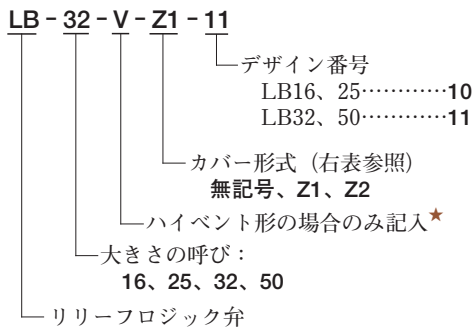 LB-32-V-Z1-11
デザイン番号
LB16、25…………10
LB32、50…………11
カバー形式（右表参照）
無記号、Z1、Z2
ハイベント形の場合のみ記入★
大きさの呼び：
16、25、32、50
リリーフロジック弁